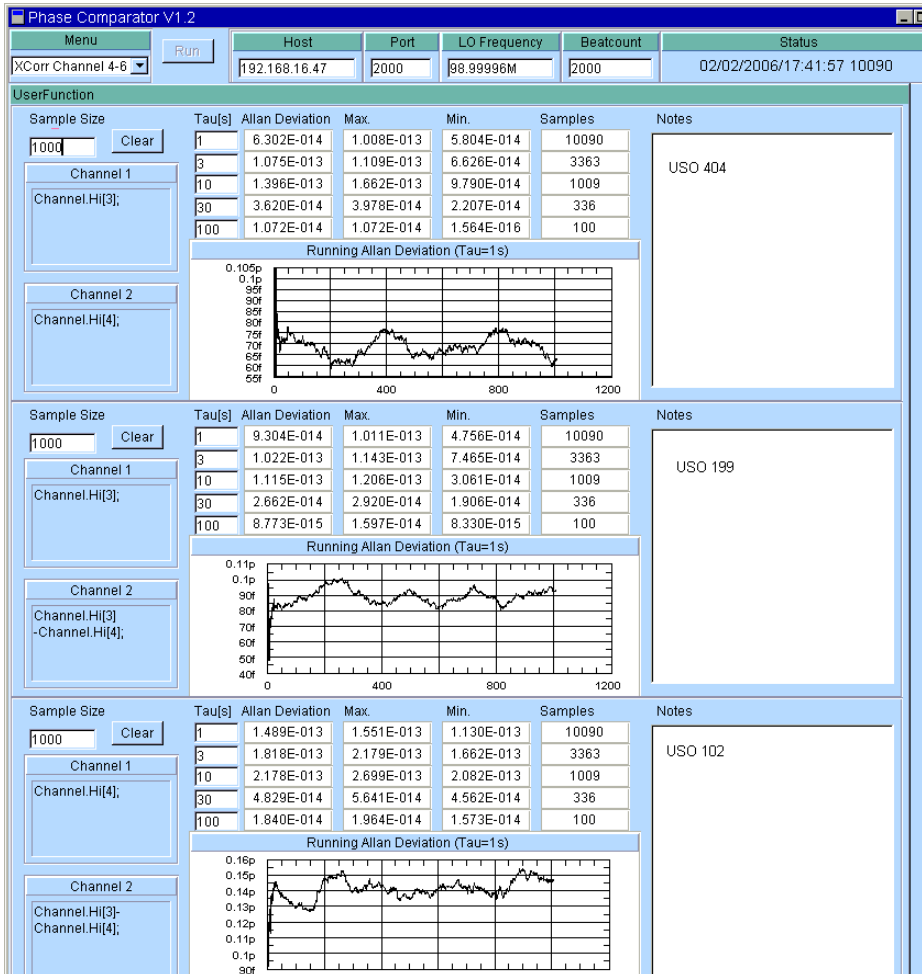 Phase Comparator V1.2
Menu Run Host Port LO Frequency Beatcount Status
XCorr Channel 4-6 192.168.16.47 2000 98.99996M 2000 02/02/2006/17:41:57 10090
UserFunction
Sample Size Tau[s] Allan Deviation Max. Min. Samples Notes
1000 Clear 1 6.302E-014 1.008E-013 5.804E-014 10090
3 1.075E-013 1.109E-013 6.626E-014 3363 USO 404
Channel 1 10 1.396E-013 1.662E-013 9.790E-014 1009
Channel.Hi[3]; 30 3.620E-014 3.978E-014 2.207E-014 336
100 1.072E-014 1.072E-014 1.564E-016 100
Running Allan Deviation (Tau=1s)
0.105p
0.1p
95f
90f
Channel 2 85f
80f
Channel.Hi[4]; 75f
70f
65f
60f
55f
0 400 800 1200
Sample Size Tau[s] Allan Deviation Max. Min. Samples Notes
1000 Clear 1 9.304E-014 1.011E-013 4.756E-014 10090
3 1.022E-013 1.143E-013 7.465E-014 3363 USO 199
Channel 1 10 1.115E-013 1.206E-013 3.061E-014 1009
Channel.Hi[3]; 30 2.662E-014 2.920E-014 1.906E-014 336
100 8.773E-015 1.597E-014 8.330E-015 100
Running Allan Deviation (Tau=1s)
0.11p
0.1p
Channel 2 90f
Channel.Hi[3] 80f
-Channel.Hi[4]; 70f
60f
50f
40f
0 400 800 1200
Sample Size Tau[s] Allan Deviation Max. Min. Samples Notes
1000 Clear 1 1.489E-013 1.551E-013 1.130E-013 10090
3 1.818E-013 2.179E-013 1.662E-013 3363 USO 102
Channel 1 10 2.178E-013 2.699E-013 2.082E-013 1009
Channel.Hi[4]; 30 4.829E-014 5.641E-014 4.562E-014 336
100 1.840E-014 1.964E-014 1.573E-014 100
Running Allan Deviation (Tau=1s)
0.16p
0.15p
Channel 2 0.14p
Channel.Hi[3]- 0.13p
Channel.Hi[4]; 0.12p
0.11p
0.1p
90f